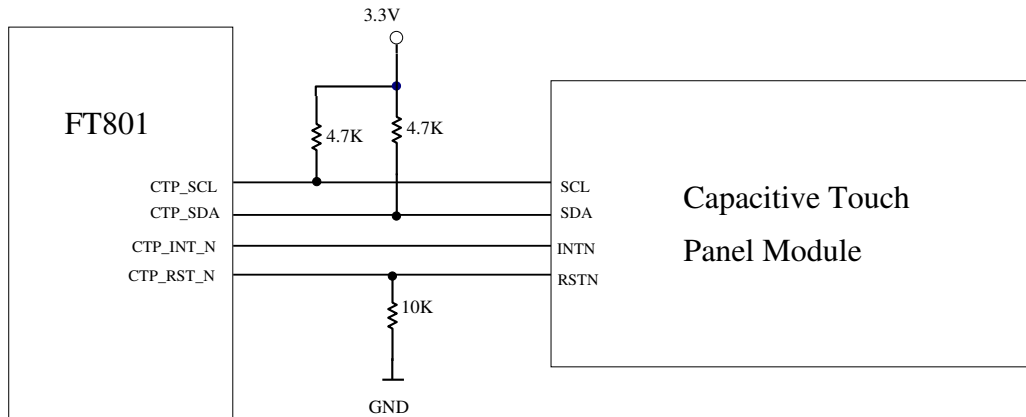 3.3V
FT801
4.7K
4.7K
CTP_SCL
SCL
CTP_SDA
SDA
CTP_INT_N
INTN
CTP_RST_N
RSTN
Capacitive Touch
Panel Module
10K
GND